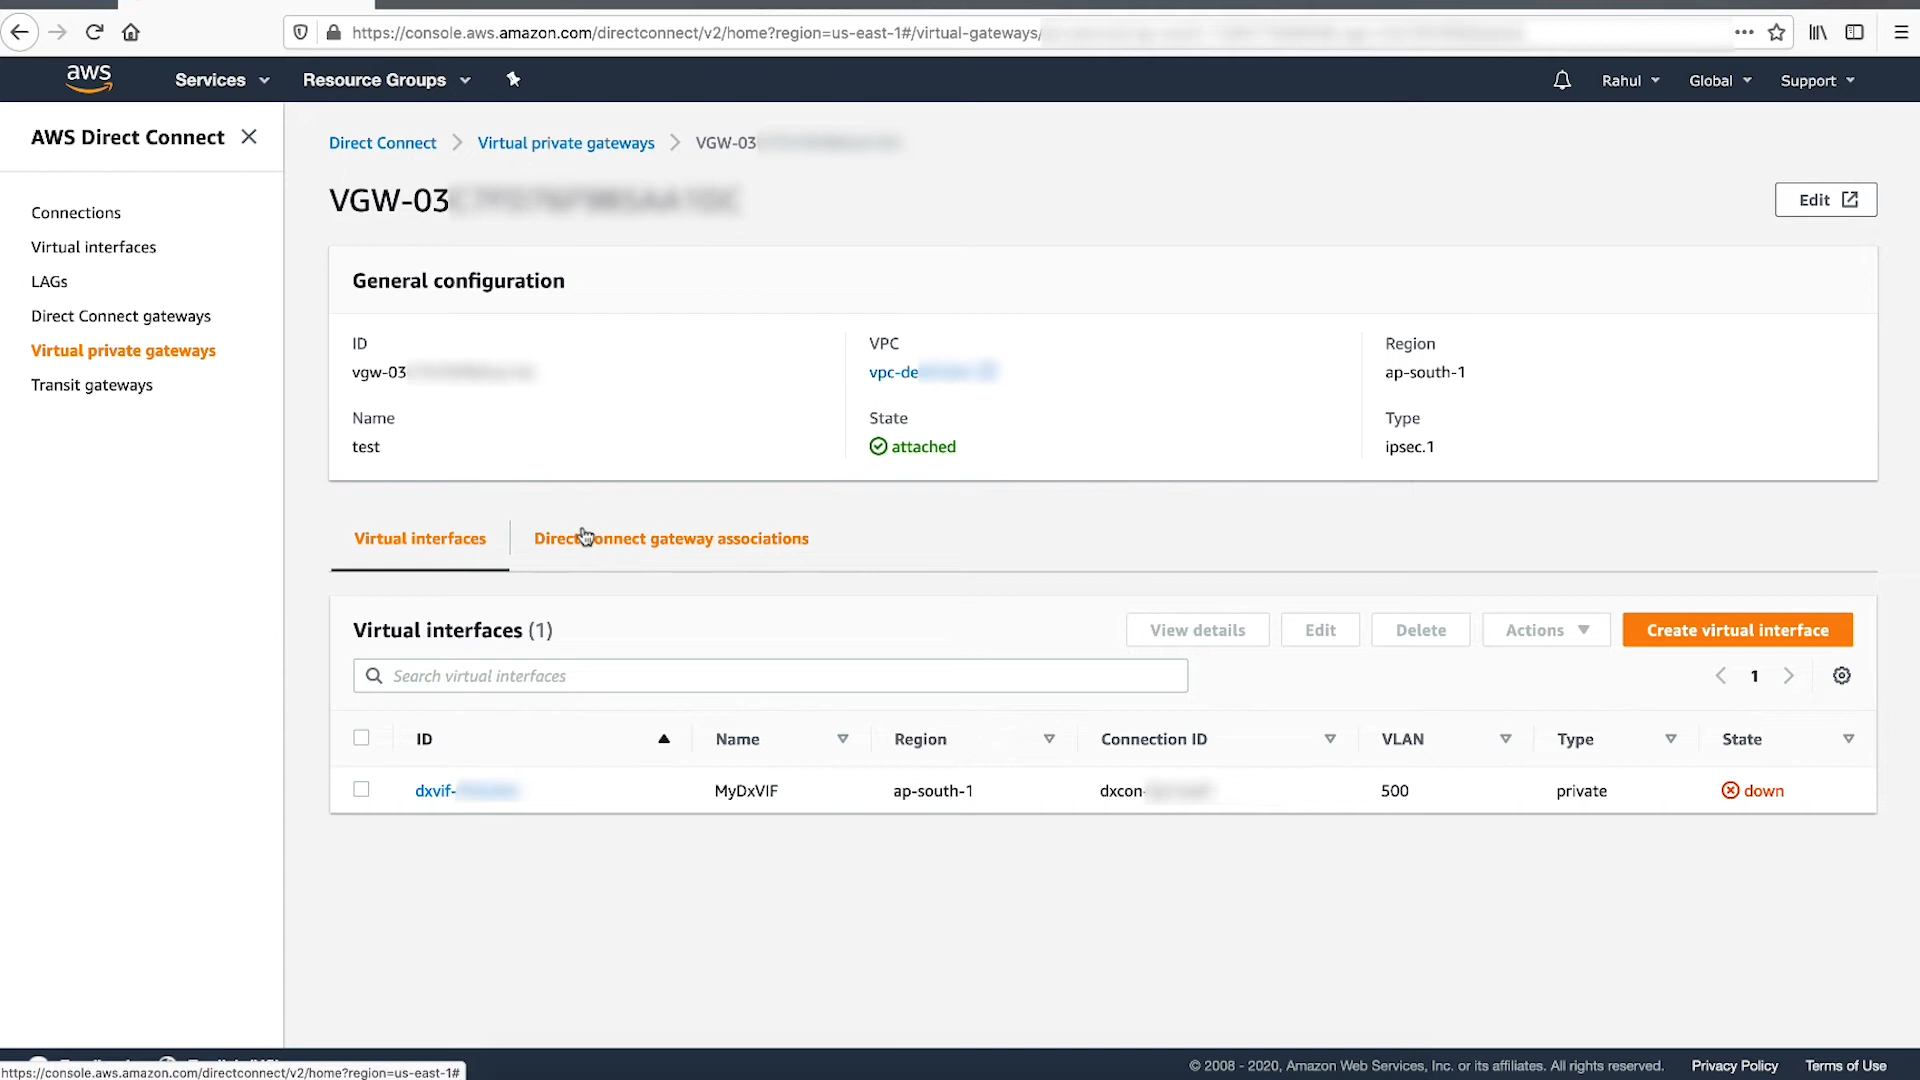 https://console.aws.amazon.com/directconnect/v2/home?region=us-east-1#/virtual-gateways/
aws
Services
Resource Groups
Rahul
Global
Support
AWS Direct Connect
Connections
Virtual interfaces
LAGs
Direct Connect gateways
Virtual private gateways
Transit gateways
Direct Connect
Virtual private gateways
VGW-03
VGW-03
Edit
General configuration
ID
vgw-03
VPC
vpc-de
Region
ap-south-1
Name
test
State
attached
Type
ipsec.1
Virtual interfaces
Direct Connect gateway associations
Virtual interfaces (1)
View details
Edit
Delete
Actions
Create virtual interface
Search virtual interfaces
1
ID Name Region Connection ID VLAN Type State
dxvif- MyDxVIF ap-south-1 dxcon- 500 private down
https://console.aws.amazon.com/directconnect/v2/home?region=us-east-1#
© 2008 - 2020, Amazon Web Services, Inc. or its affiliates. All rights reserved.
Privacy Policy
Terms of Use